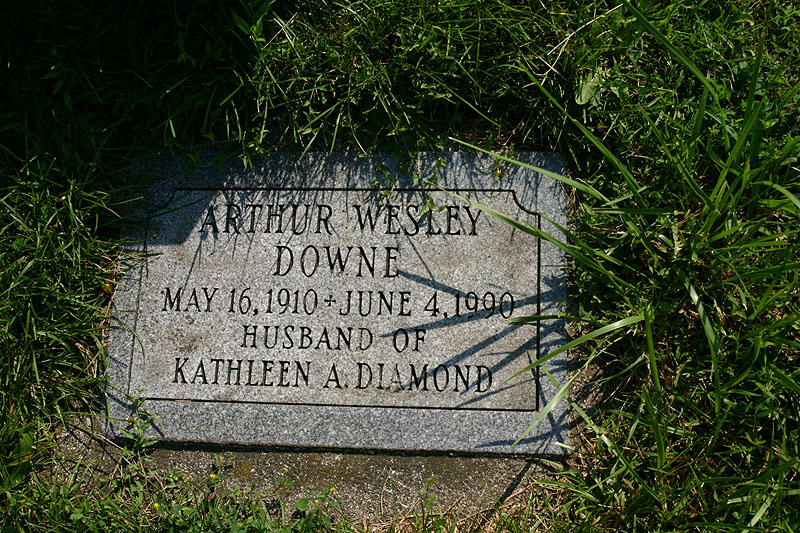 ARTHUR WESLEY
DOWNE
MAY 16, 1910 + JUNE 4, 1990
HUSBAND OF
KATHLEEN A. DIAMOND